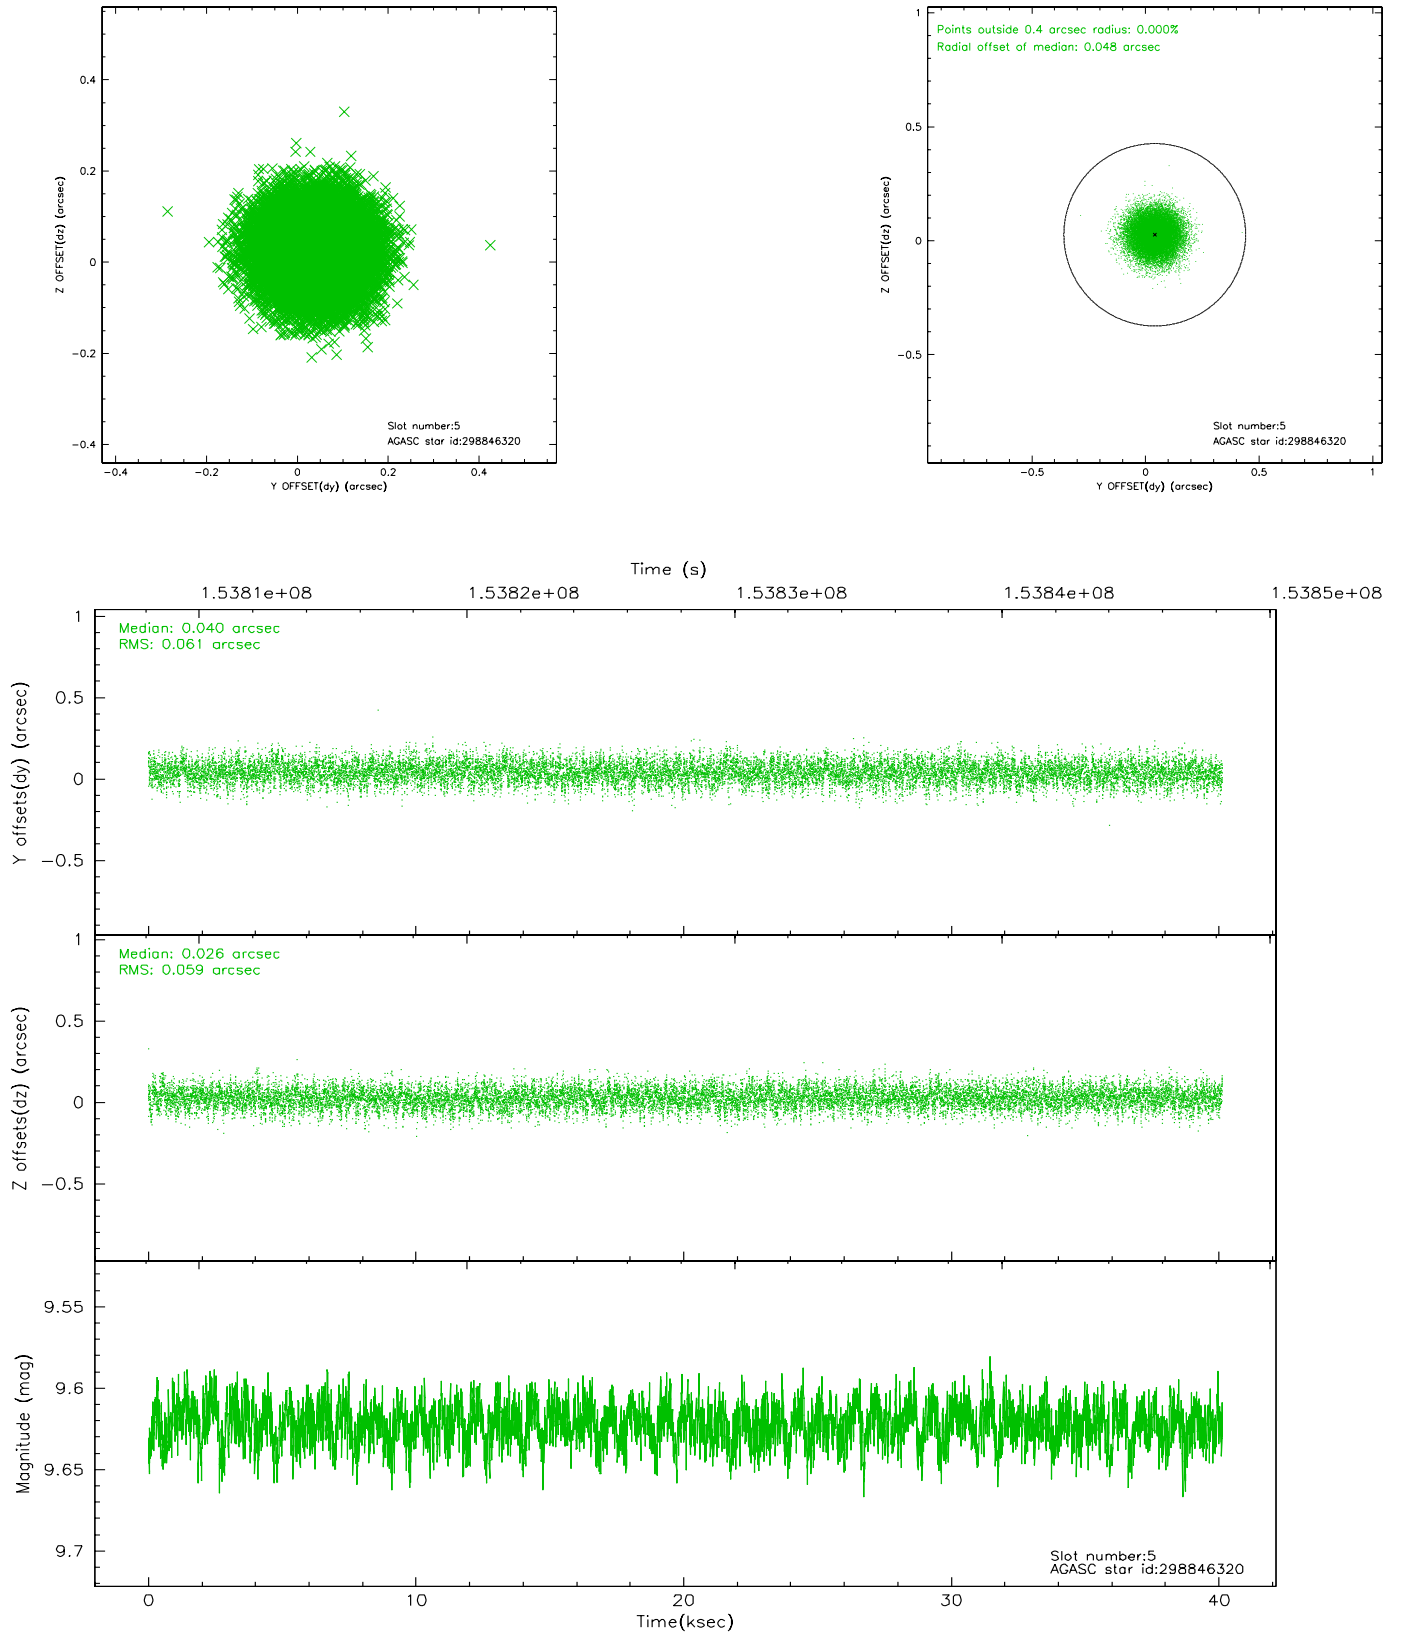 0.4
0.2
0
−0.2
−0.4
Z OFFSET(dz) (arcsec)
Slot number:5
AGASC star id:298846320
−0.4 −0.2 0 0.2 0.4
Y OFFSET(dy) (arcsec)
Points outside 0.4 arcsec radius: 0.000%
Radial offset of median: 0.048 arcsec
1
0.5
0
−0.5
Z OFFSET(dz) (arcsec)
Slot number:5
AGASC star id:298846320
−0.5 0 0.5 1
Y OFFSET(dy) (arcsec)
Time (s)
1.5381e+08 1.5382e+08 1.5383e+08 1.5384e+08 1.5385e+08
Median: 0.040 arcsec
RMS: 0.061 arcsec
1
0.5
0
−0.5
Y offsets(dy) (arcsec)
Median: 0.026 arcsec
RMS: 0.059 arcsec
1
0.5
0
−0.5
Z offsets(dz) (arcsec)
9.55
9.6
9.65
9.7
Magnitude (mag)
Slot number:5
AGASC star id:298846320
0 10 20 30 40
Time(ksec)